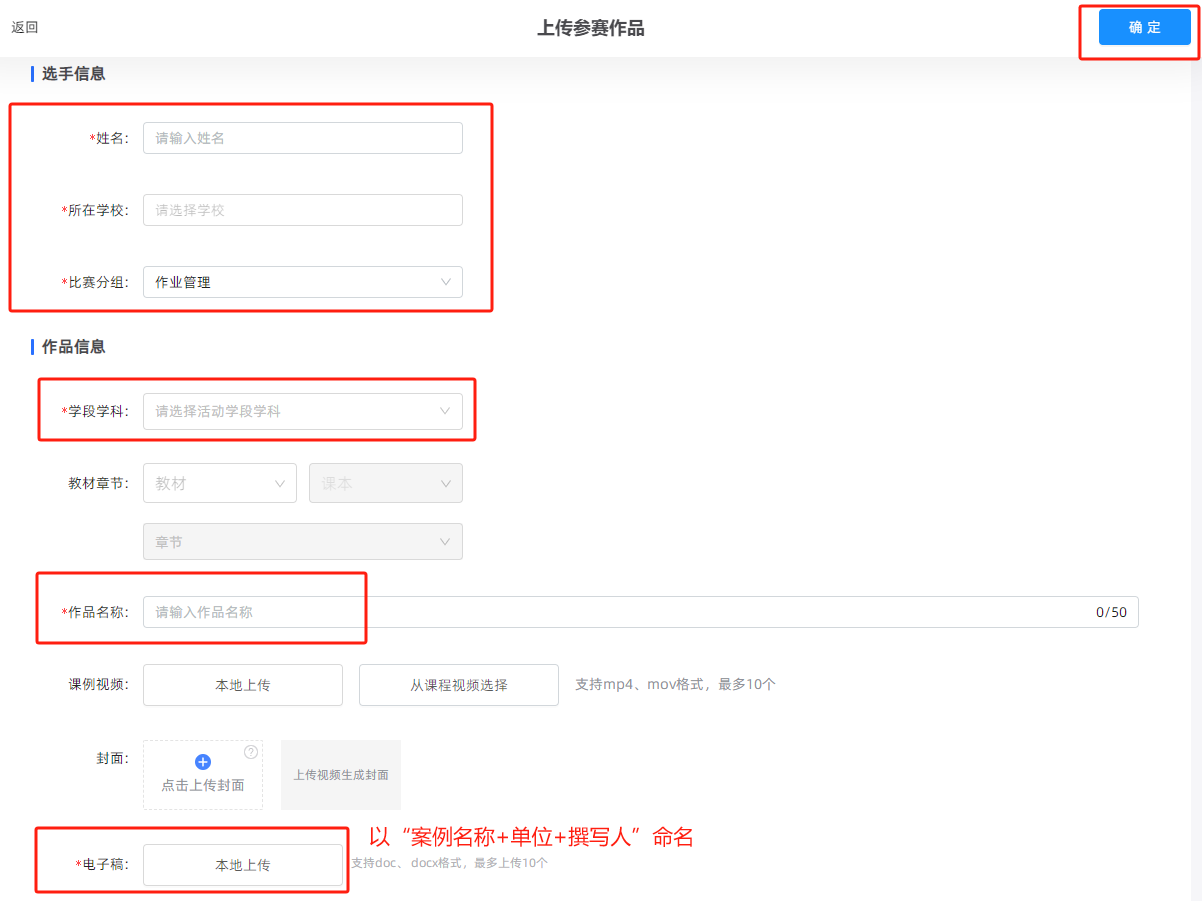 返回
上传参赛作品
确 定
选手信息
*姓名：
请输入姓名
*所在学校：
请选择学校
*比赛分组：
作业管理
作品信息
*学段学科：
请选择活动学段学科
教材章节：
教材
课本
章节
*作品名称：
请输入作品名称
0/50
课例视频：
本地上传
从课程视频选择
支持mp4、mov格式，最多10个
封面：
点击上传封面
?
上传视频生成封面
以“案例名称+单位+撰写人”命名
*电子稿：
本地上传
支持doc、docx格式，最多上传10个